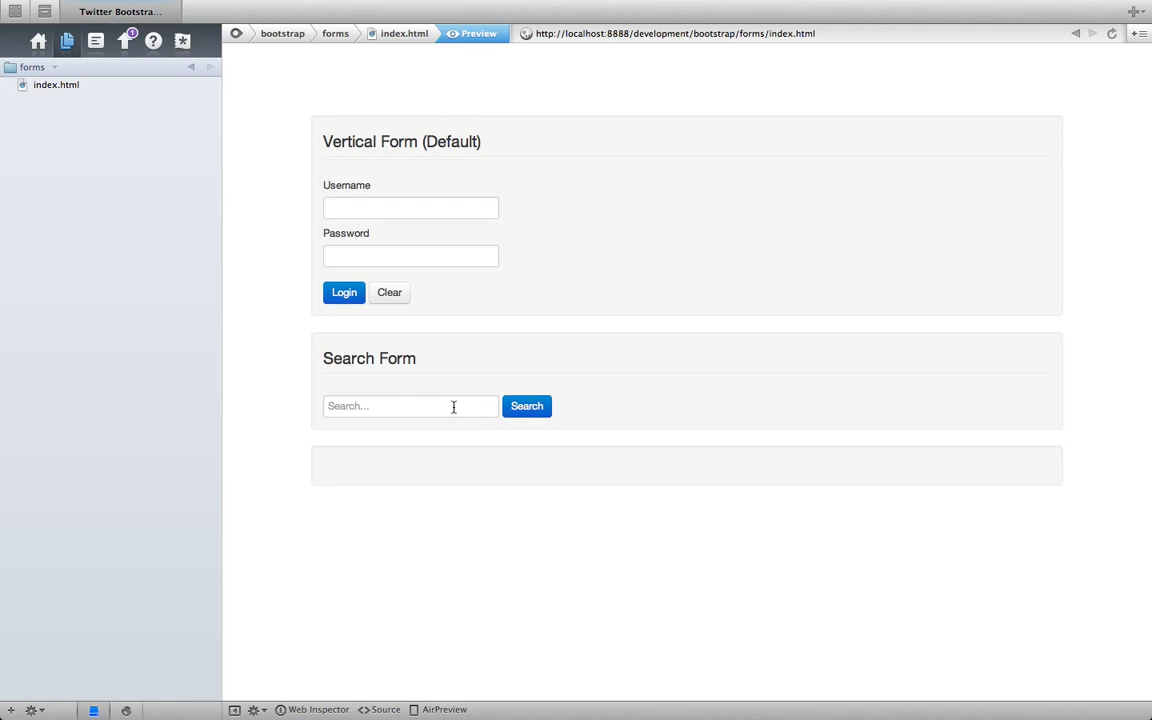 Twitter Bootstra...
1
bootstrap forms index.html Preview http://localhost:8888/development/bootstrap/forms/index.html
forms
index.html
Vertical Form (Default)
Username
Password
Login Clear
Search Form
Search... Search
Web Inspector Source AirPreview